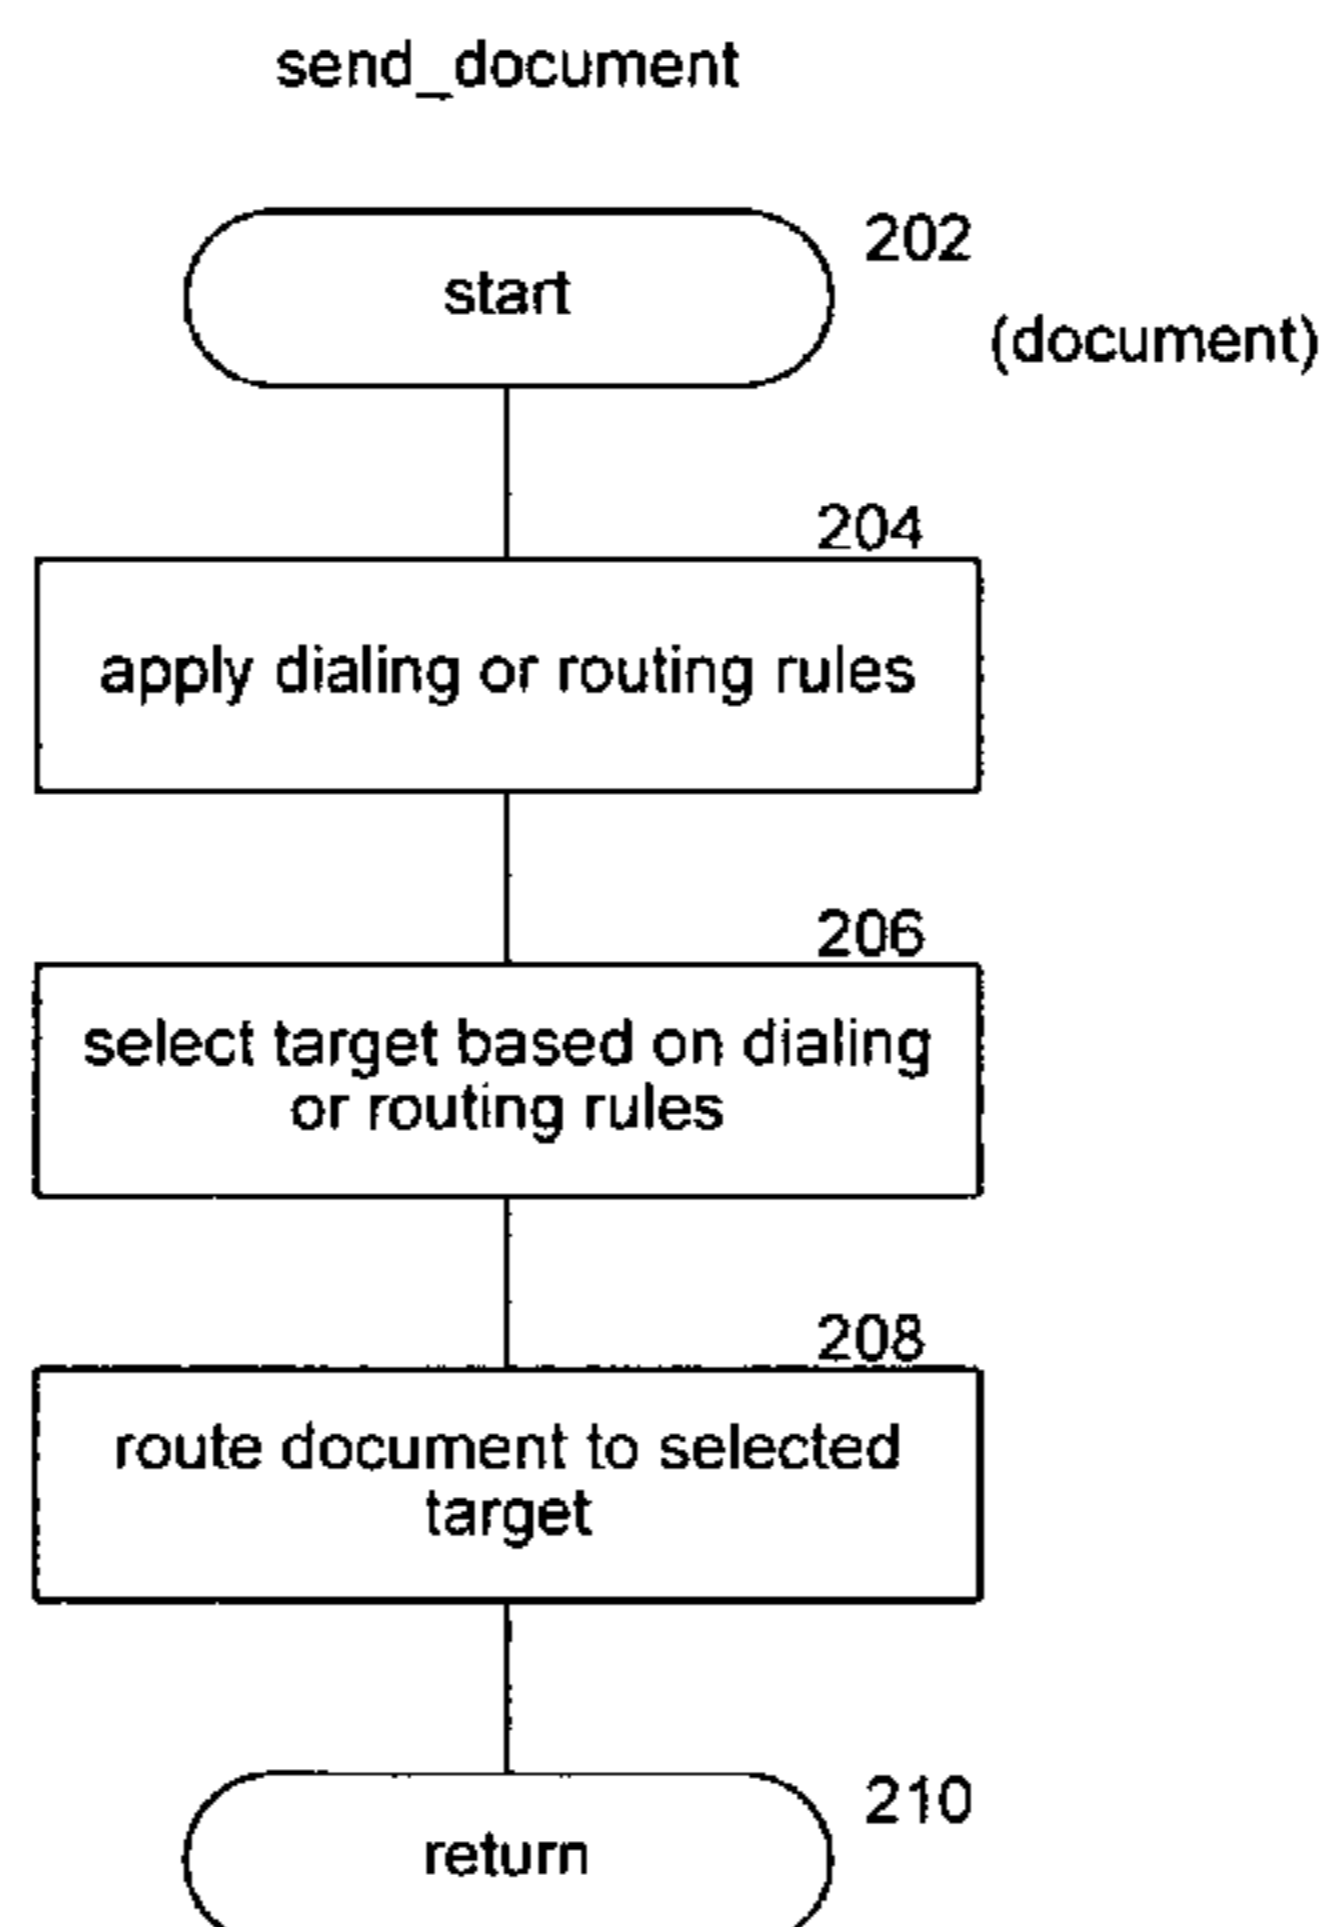 send_document
202
start
(document)
204
apply dialing or routing rules
206
select target based on dialing
or routing rules
208
route document to selected
target
210
return